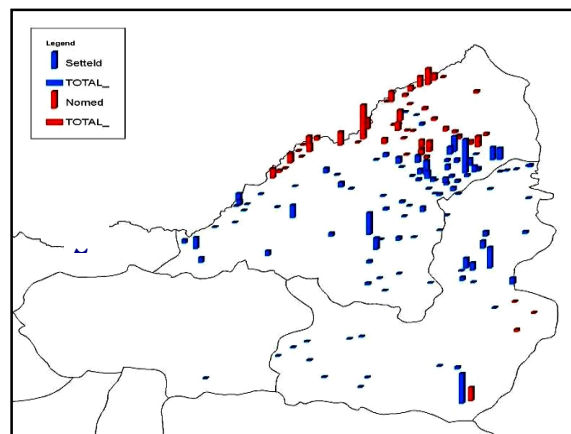 Legend
Setteld
TOTAL_
Nomed
TOTAL_